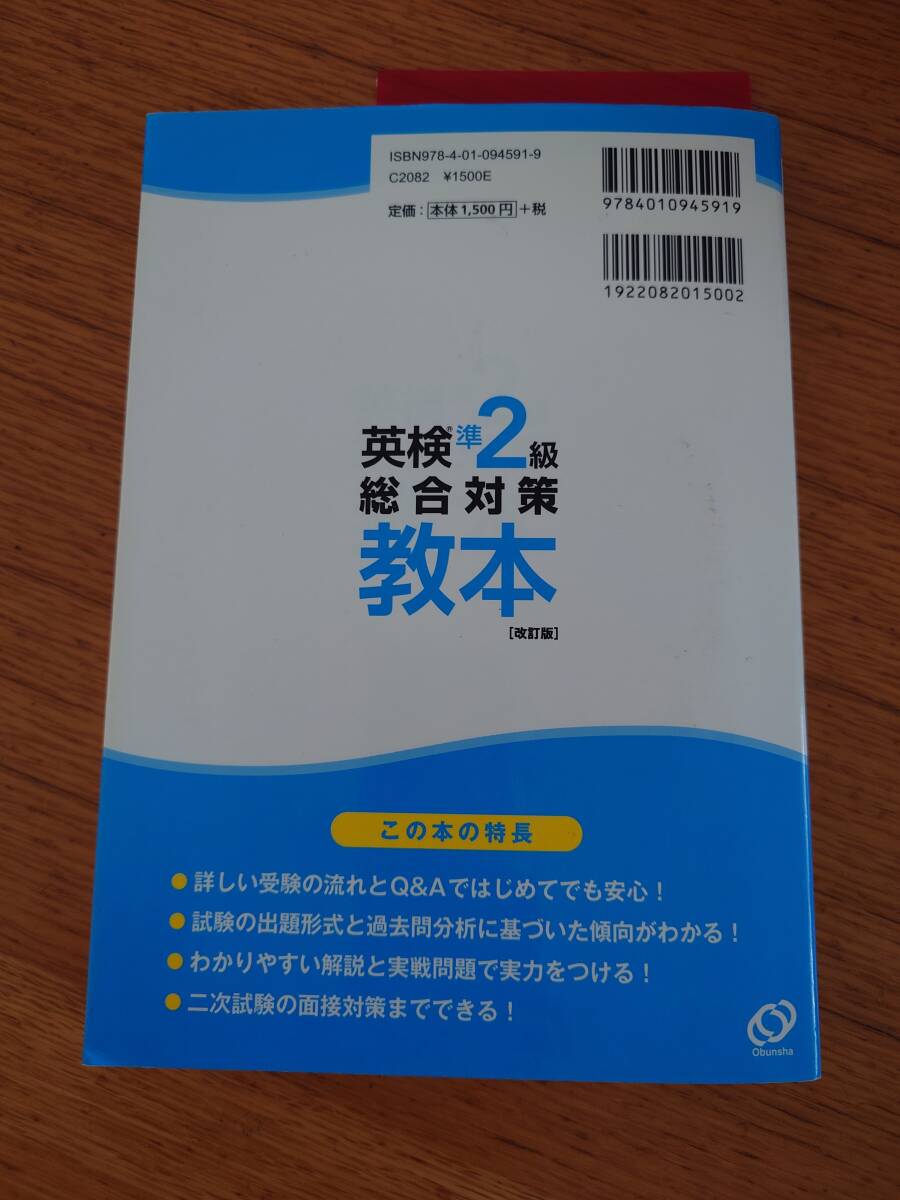 ISBN978-4-01-094591-9
C2082 ¥1500E
定価：本体1,500円+税
9784010945919
1922082015002
英検®準2級
総合対策
教本
[改訂版]
この本の特長
●詳しい受験の流れとQ&Aではじめてでも安心！
●試験の出題形式と過去問分析に基づいた傾向がわかる！
●わかりやすい解説と実戦問題で実力をつける！
●二次試験の面接対策までできる！
Obunsha